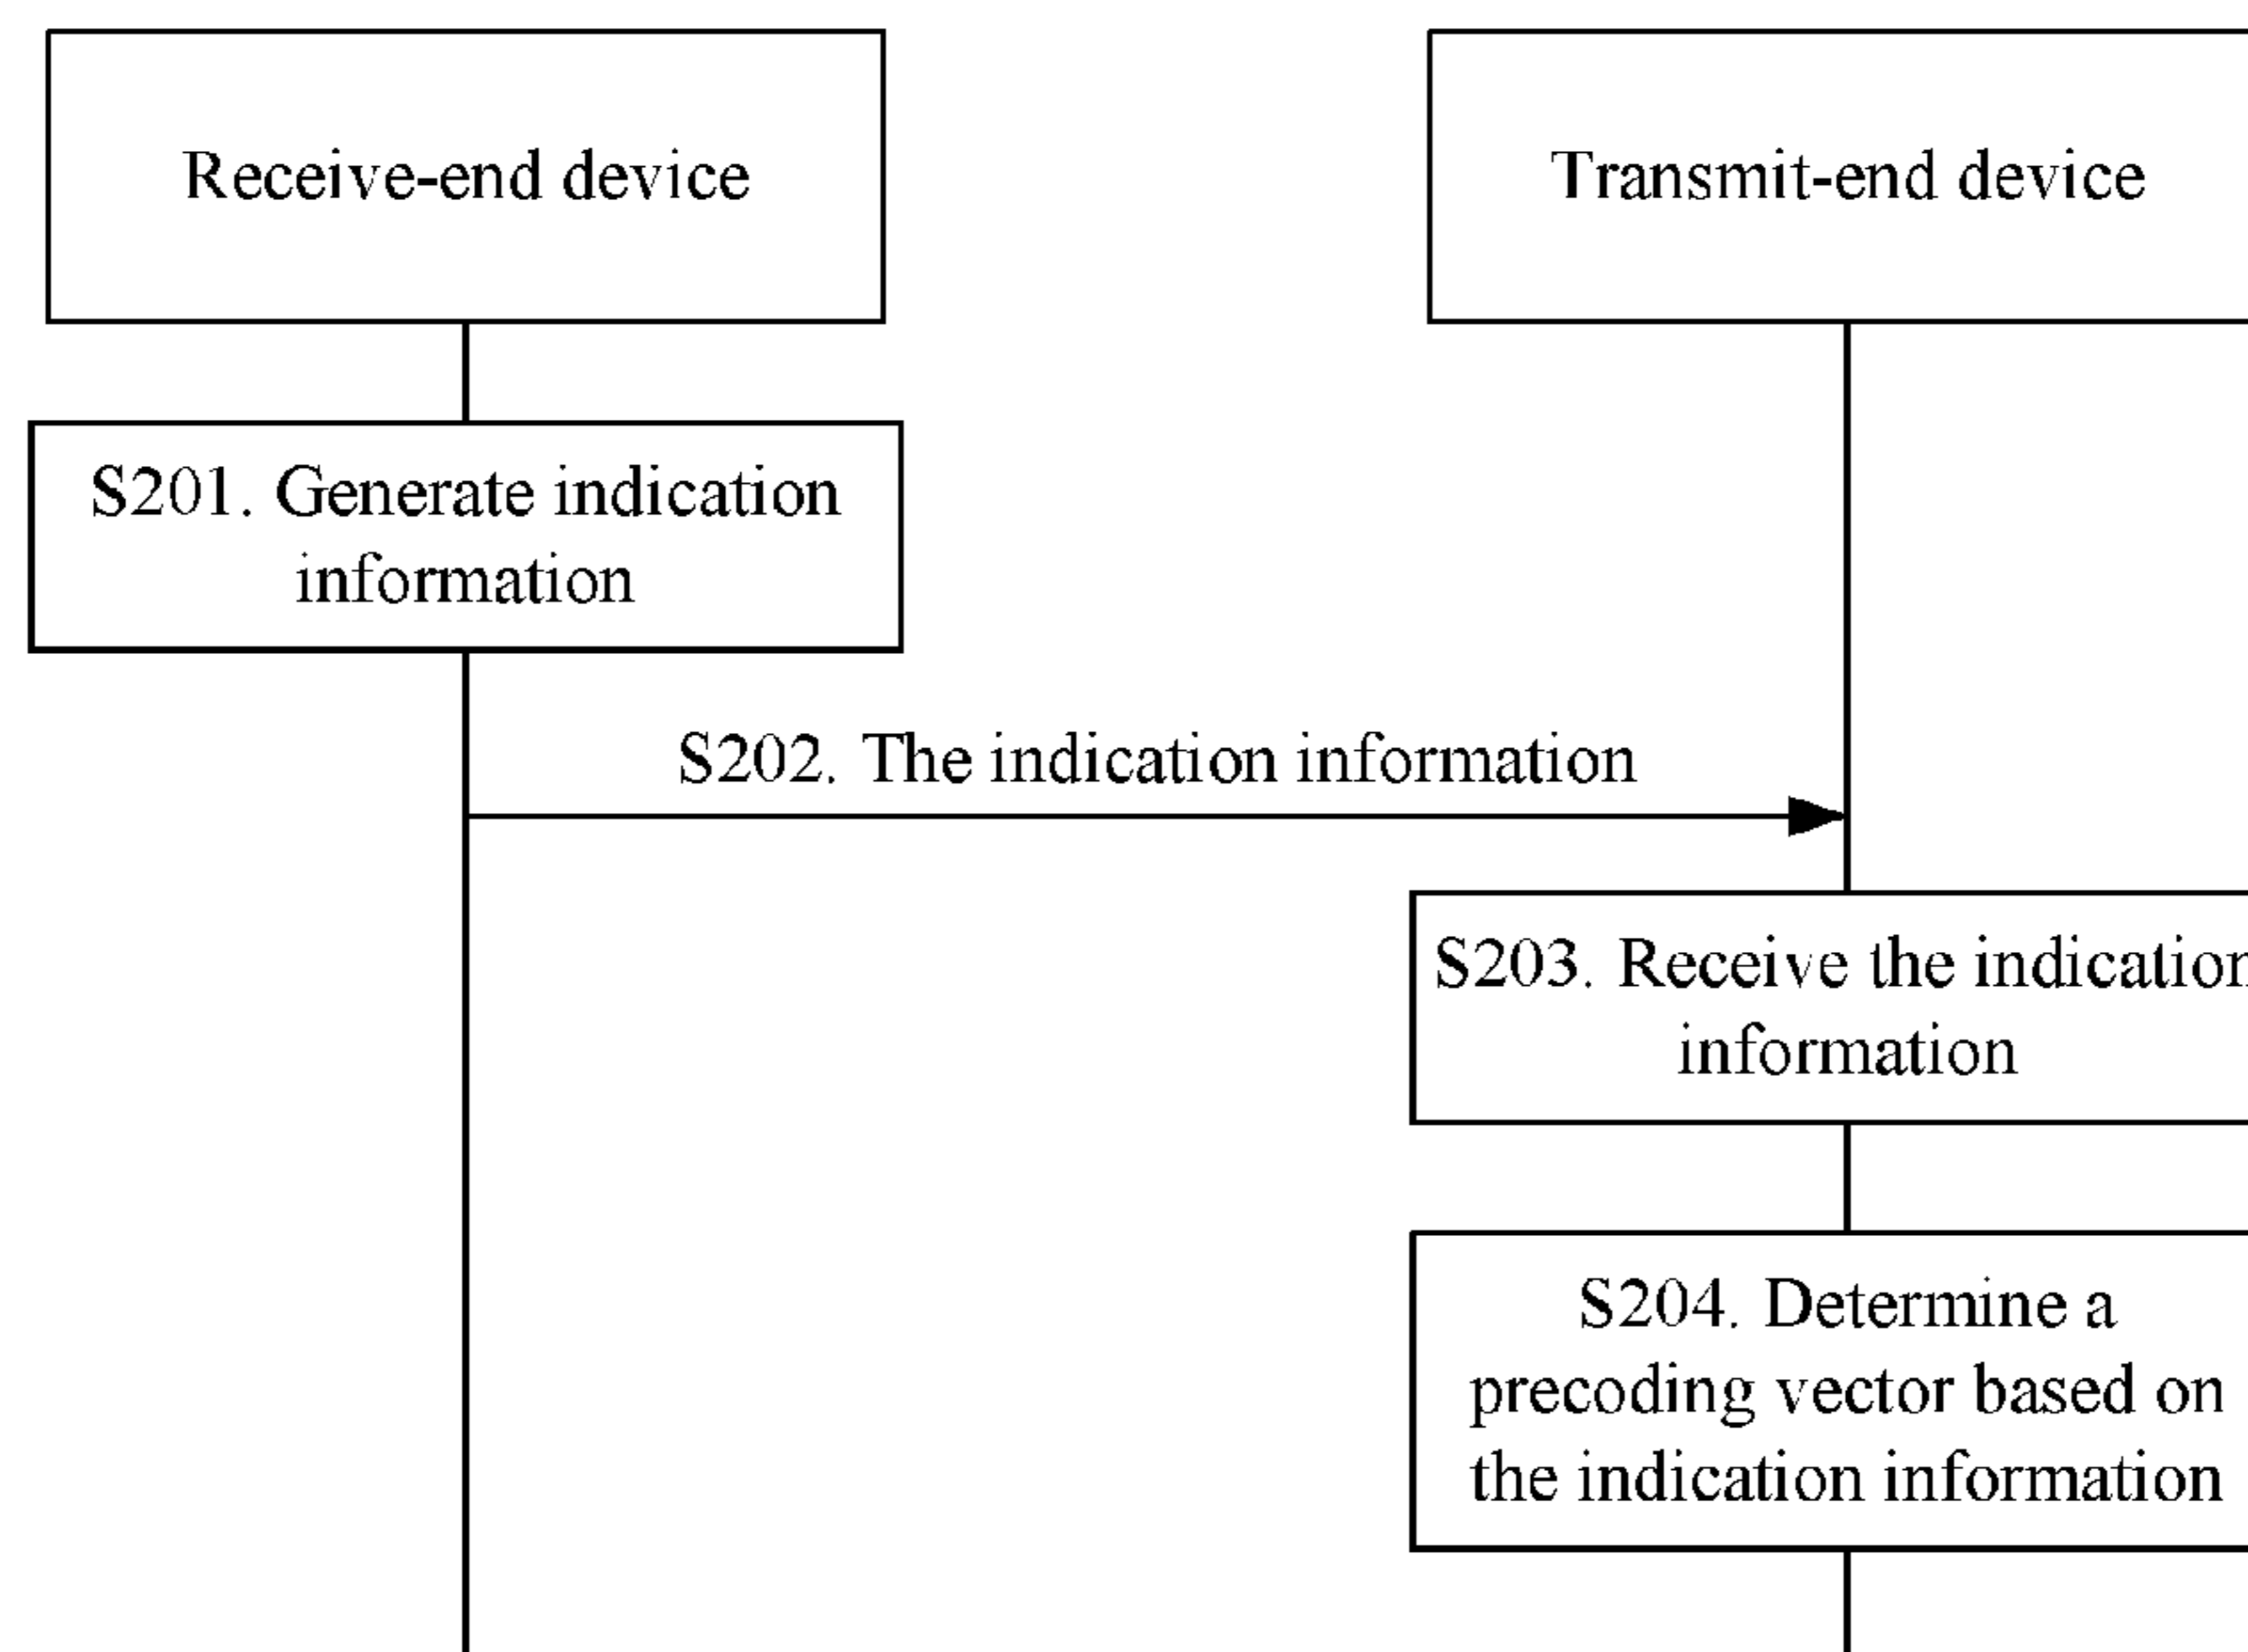 Receive-end device
Transmit-end device
S201. Generate indication
information
S202. The indication information
S203. Receive the indication
information
S204. Determine a
precoding vector based on
the indication information